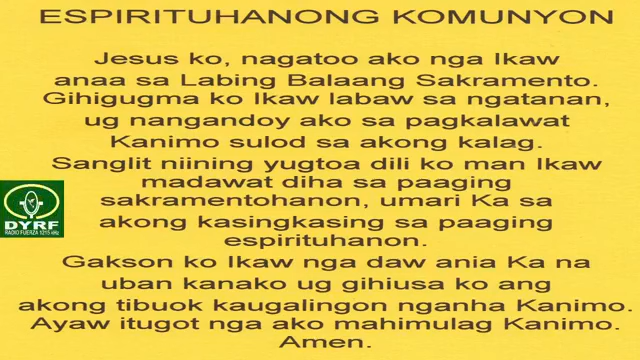 ESPIRITUHANONG KOMUNYON
Jesus ko, nagatoo ako nga Ikaw
anaa sa Labing Balaang Sakramento.
Gihigugma ko Ikaw labaw sa ngatanan,
ug nangandoy ako sa pagkalawat
Kanimo sulod sa akong kalag.
Sanglit niining yugtoa dili ko man Ikaw
madawat diha sa paaging
sakramentohanon, umari Ka sa
akong kasingkasing sa paaging
espirituhanon.
Gakson ko Ikaw nga daw ania Ka na
uban kanako ug gihiusa ko ang
akong tibuok kaugalingon nganha Kanimo.
Ayaw itugot nga ako mahimulag Kanimo.
Amen.
DYRF
RADIO FUERZA 1215 kHz